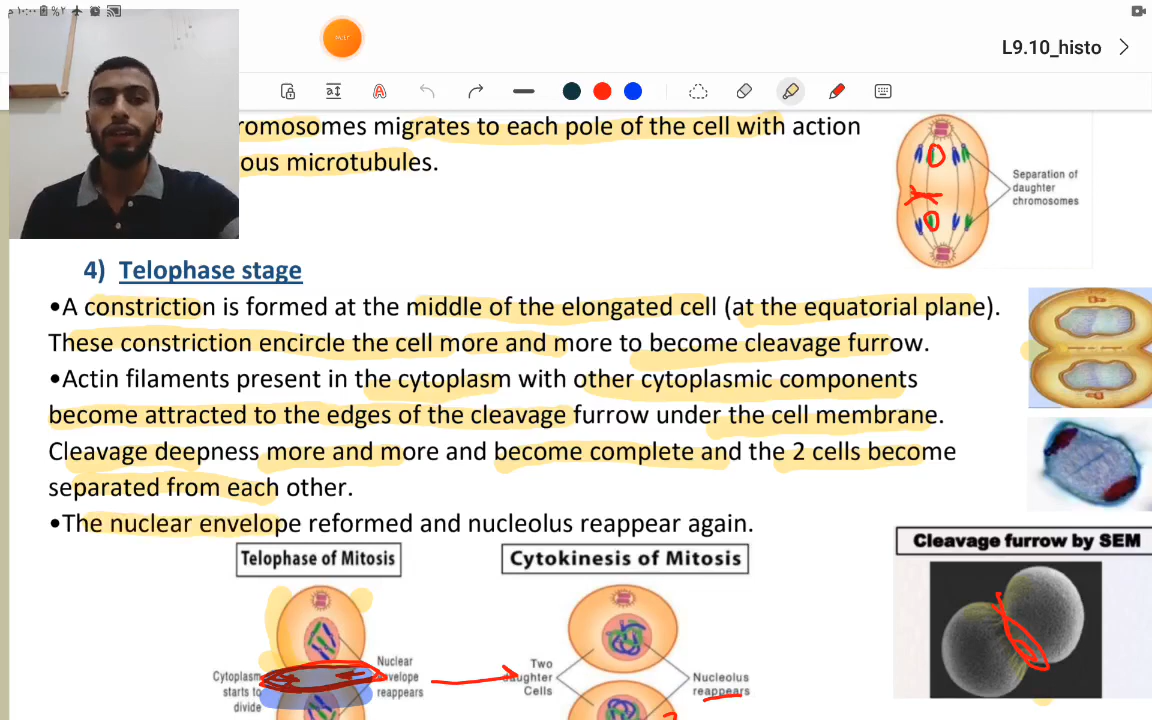 ١٠:٠٠ م
٪٢
L9.10_histo
romosomes migrates to each pole of the cell with action
ous microtubules.
Separation of
daughter
chromosomes
4) Telophase stage
•A constriction is formed at the middle of the elongated cell (at the equatorial plane).
These constriction encircle the cell more and more to become cleavage furrow.
•Actin filaments present in the cytoplasm with other cytoplasmic components
become attracted to the edges of the cleavage furrow under the cell membrane.
Cleavage deepness more and more and become complete and the 2 cells become
separated from each other.
•The nuclear envelope reformed and nucleolus reappear again.
Telophase of Mitosis
Cytokinesis of Mitosis
Cleavage furrow by SEM
Cytoplasm
starts to
divide
Nuclear
envelope
reappears
Two
daughter
Cells
Nucleolus
reappears